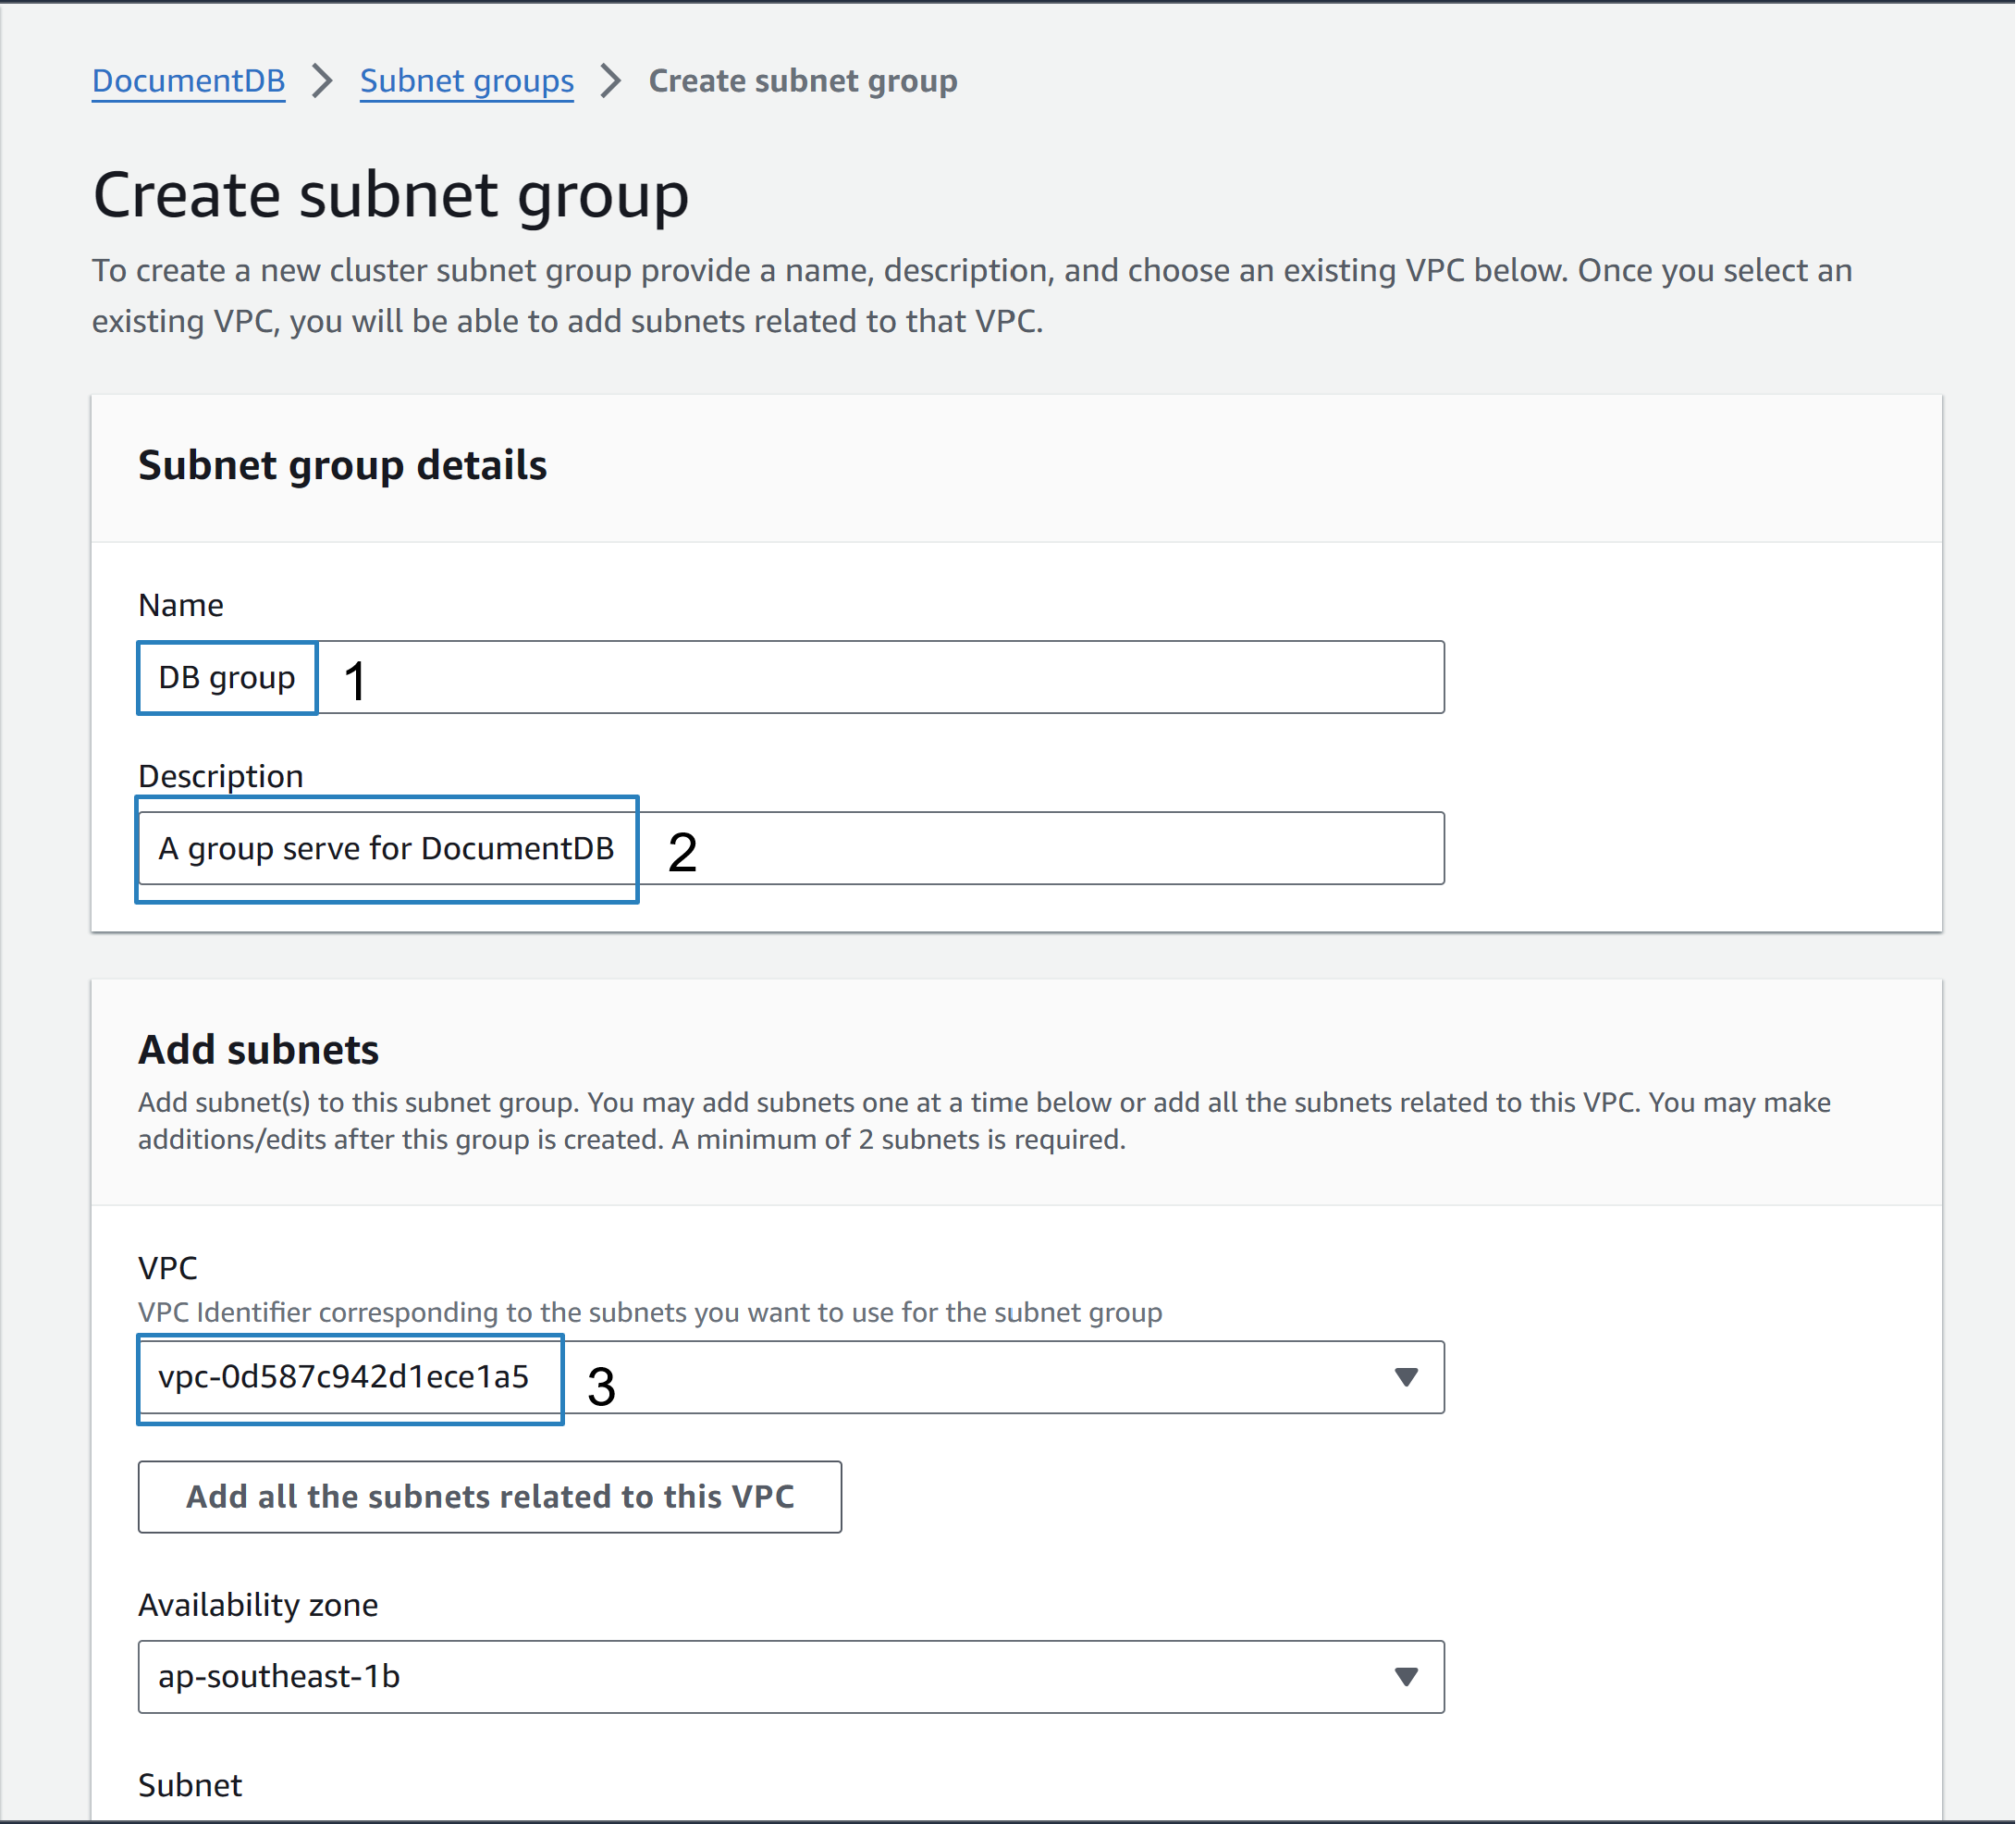 DocumentDB > Subnet groups > Create subnet group
Create subnet group
To create a new cluster subnet group provide a name, description, and choose an existing VPC below. Once you select an
existing VPC, you will be able to add subnets related to that VPC.
Subnet group details
Name
DB group 1
Description
A group serve for DocumentDB 2
Add subnets
Add subnet(s) to this subnet group. You may add subnets one at a time below or add all the subnets related to this VPC. You may make
additions/edits after this group is created. A minimum of 2 subnets is required.
VPC
VPC Identifier corresponding to the subnets you want to use for the subnet group
vpc-0d587c942d1ece1a5 3
Add all the subnets related to this VPC
Availability zone
ap-southeast-1b
Subnet